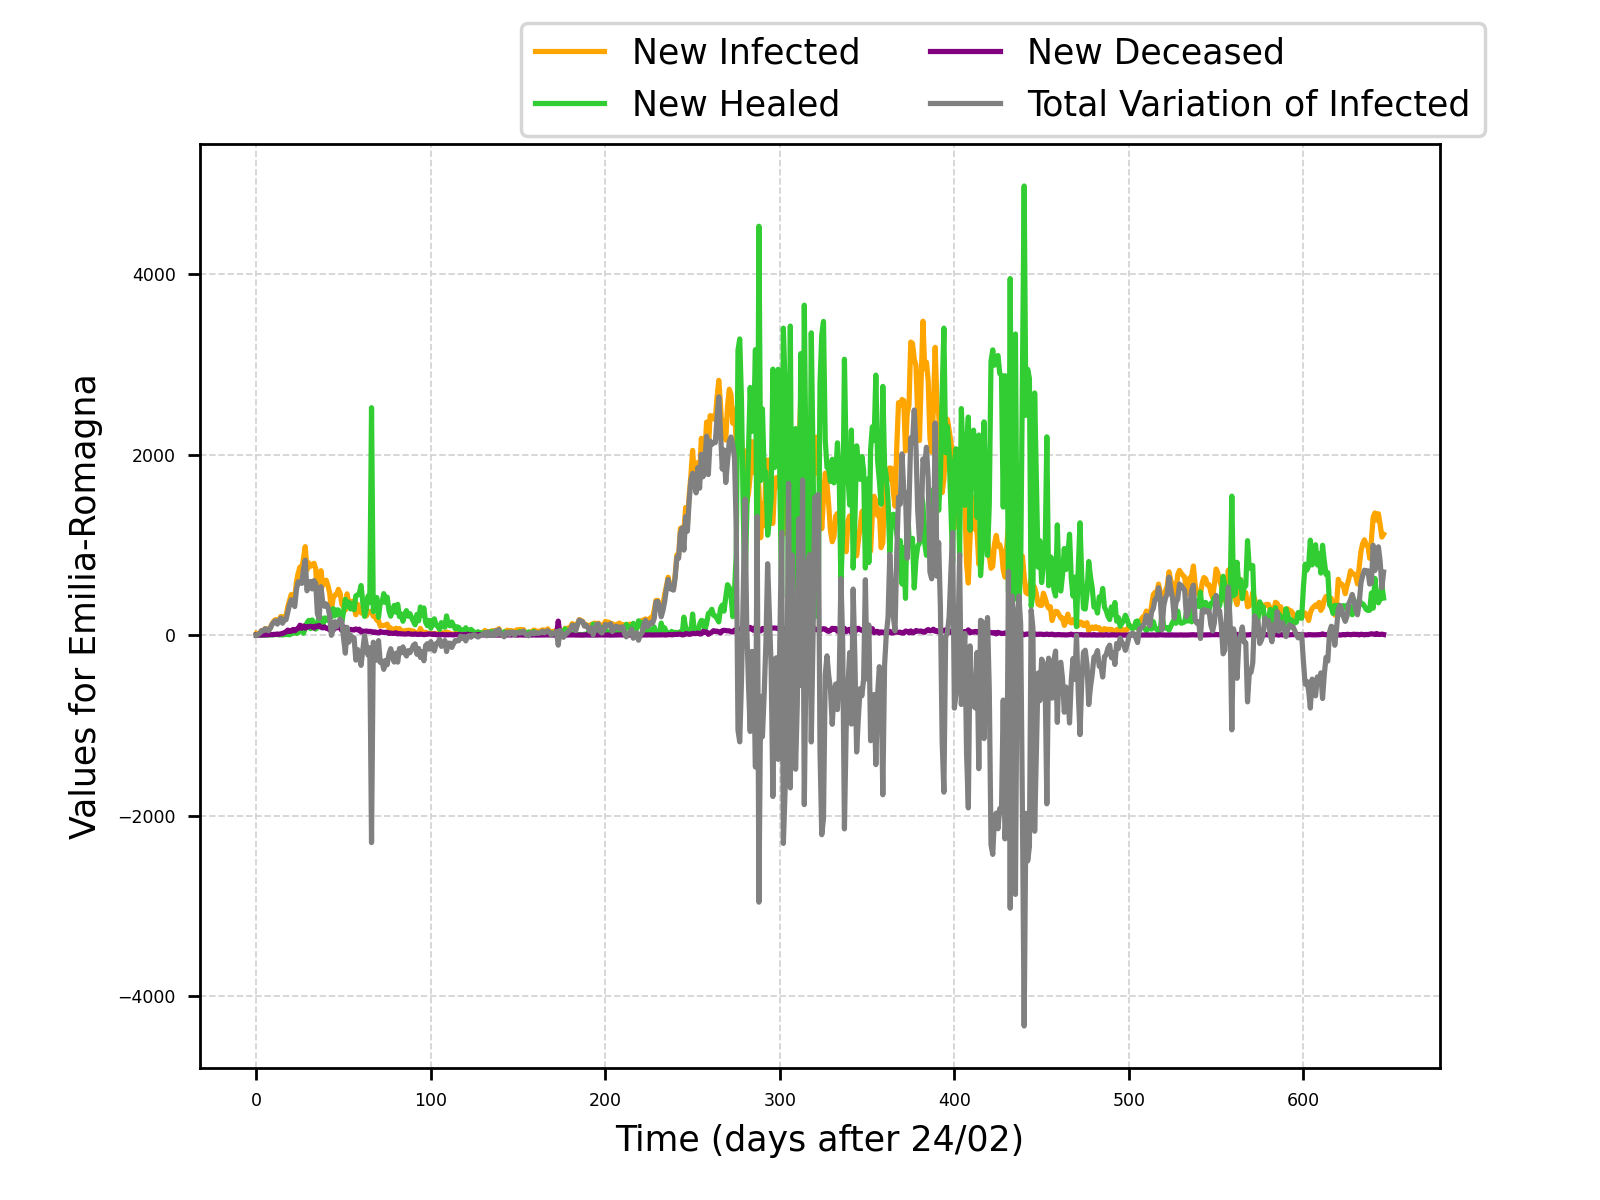 New Infected
New Healed
New Deceased
Total Variation of Infected
Values for Emilia-Romagna
4000
2000
0
−2000
−4000
0 100 200 300 400 500 600
Time (days after 24/02)